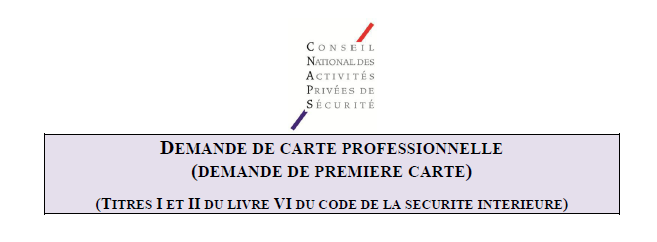 CONSEIL
NATIONAL DES
ACTIVITÉS
PRIVÉES DE
SÉCURITÉ
DEMANDE DE CARTE PROFESSIONNELLE
(DEMANDE DE PREMIERE CARTE)
(TITRES I ET II DU LIVRE VI DU CODE DE LA SECURITE INTERIEURE)